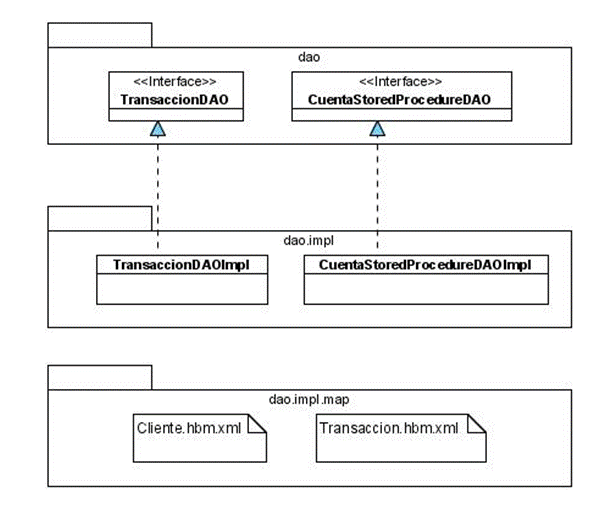 dao
<<Interface>>
TransaccionDAO
<<Interface>>
CuentaStoredProcedureDAO
dao.impl
TransaccionDAOImpl
CuentaStoredProcedureDAOImpl
dao.impl.map
Cliente.hbm.xml
Transaccion.hbm.xml